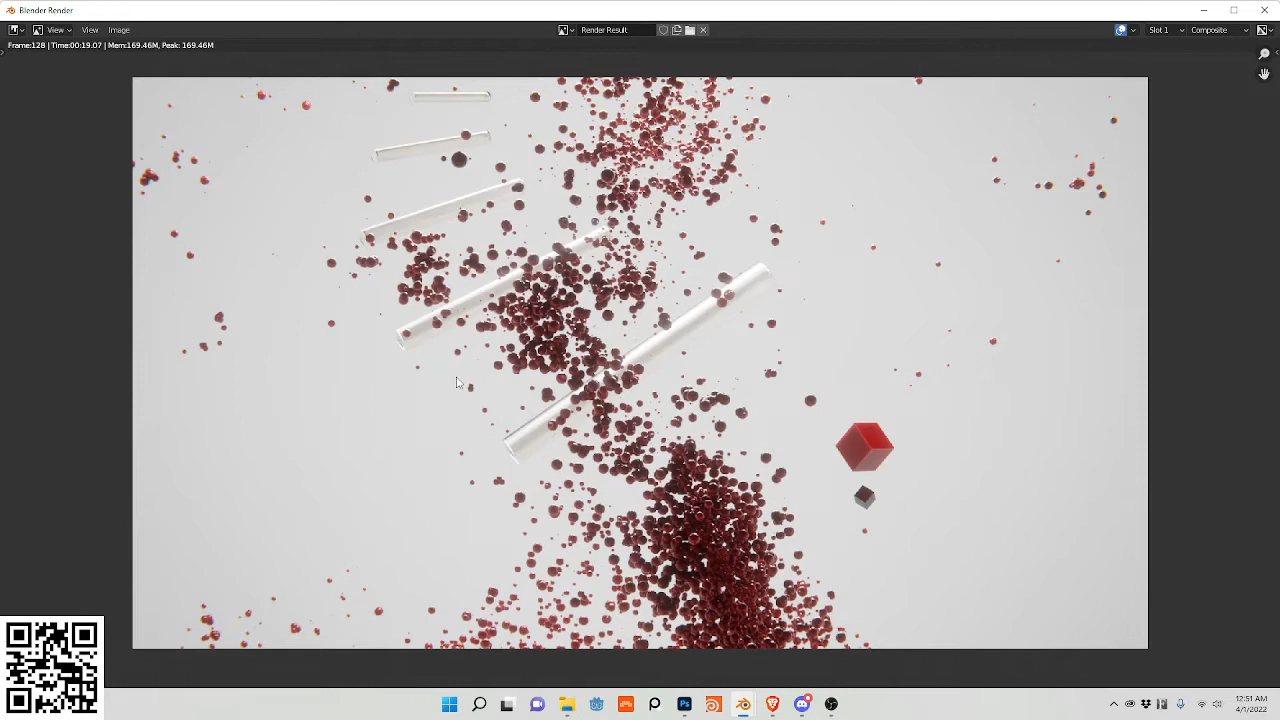 Blender Render
View View Image Render Result Slot 1 Composite
Frame:128 | Time:00:19.07 | Mem:169.46M, Peak: 169.46M
12:51 AM
4/1/2022